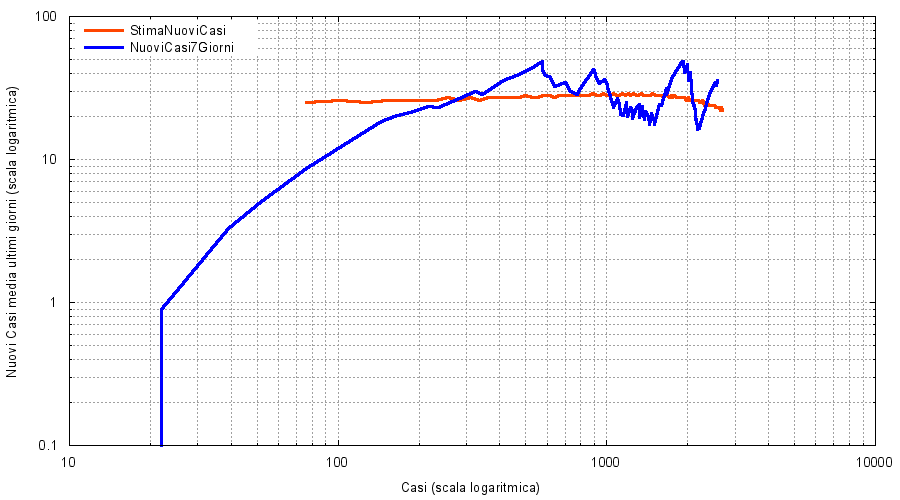 100
10
1
0.1
Nuovi Casi media ultimi giorni (scala logaritmica)
StimaNuoviCasi
NuoviCasi7Giorni
10 100 1000 10000
Casi (scala logaritmica)